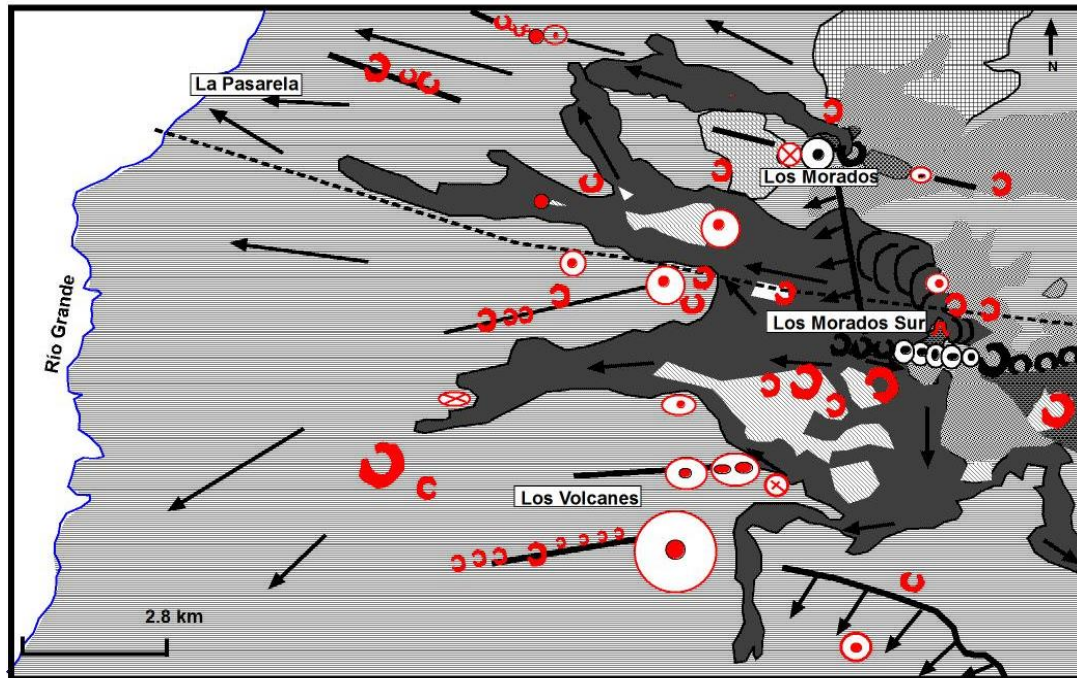 N
La Pasarela
Los Morados
Río Grande
Los Morados Sur
Los Volcanes
2.8 km